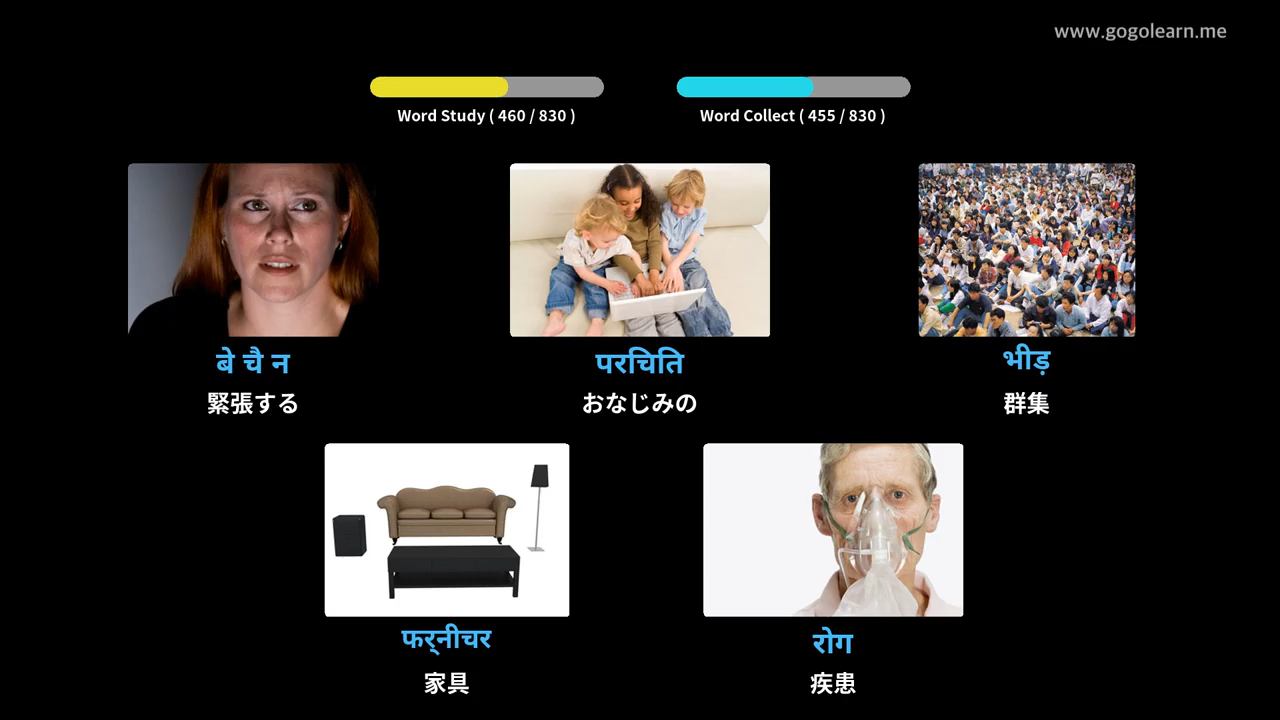 www.gogolearn.me
Word Study ( 460 / 830 )
Word Collect ( 455 / 830 )
बे चै न
परचिति
भीड़
緊張する
おなじみの
群集
फर्नीचर
रोग
家具
疾患